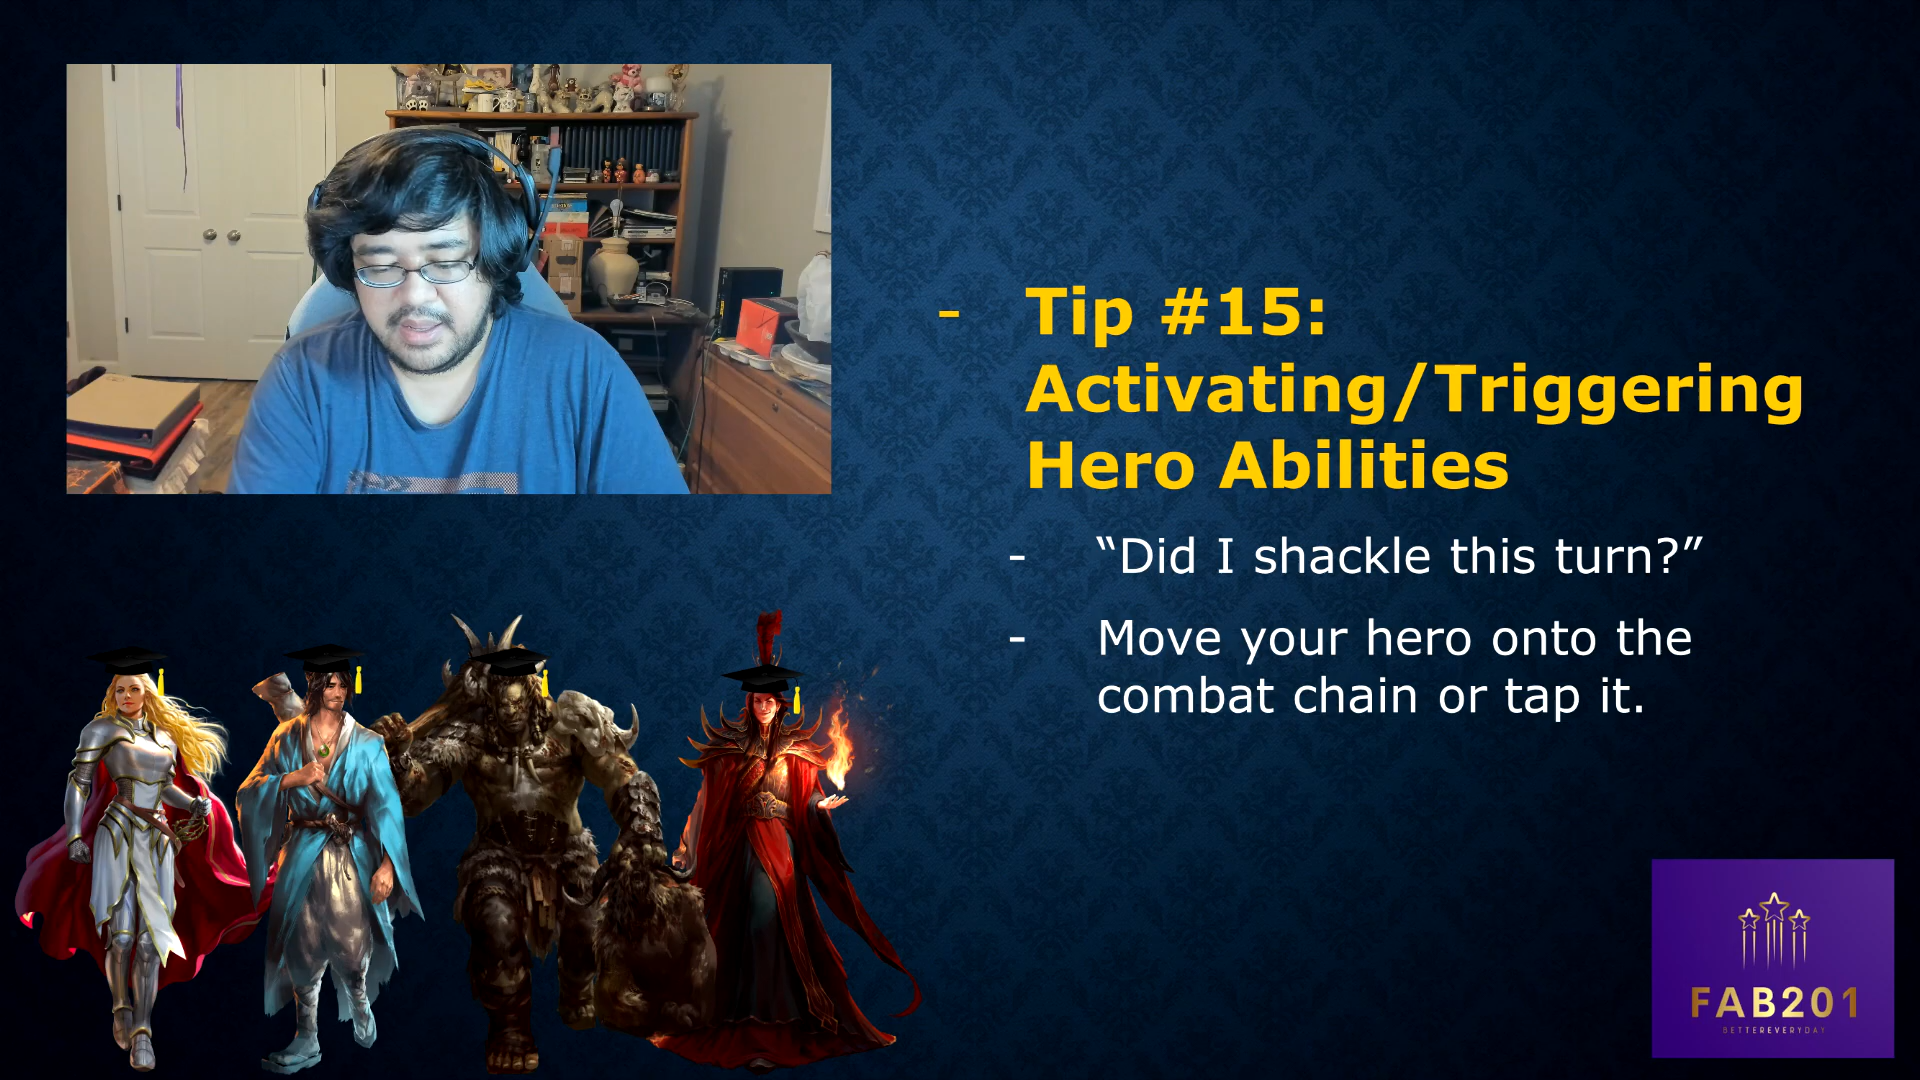 - Tip #15:
Activating/Triggering
Hero Abilities
- “Did I shackle this turn?”
- Move your hero onto the
combat chain or tap it.
FAB201
BETTEREVERYDAY